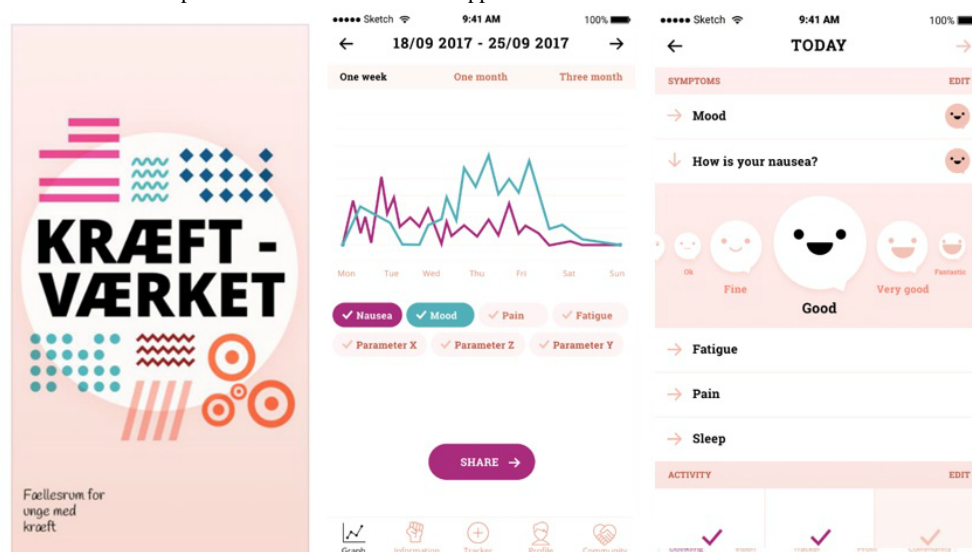 KRÆFT -
VÆRKET
Fællesrum for
unge med
kræft
Sketch 9:41 AM 100%
18/09 2017 - 25/09 2017
One week One month Three month
Mon Tue Wed Thu Fri Sat Sun
Nausea Mood Pain Fatigue
Parameter X Parameter Z Parameter Y
SHARE
Graph Information Tracker Profile Community
Sketch 9:41 AM 100%
TODAY
SYMPTOMS EDIT
Mood
How is your nausea?
Ok Fine Good Very good Fantastic
Fatigue
Pain
Sleep
ACTIVITY EDIT